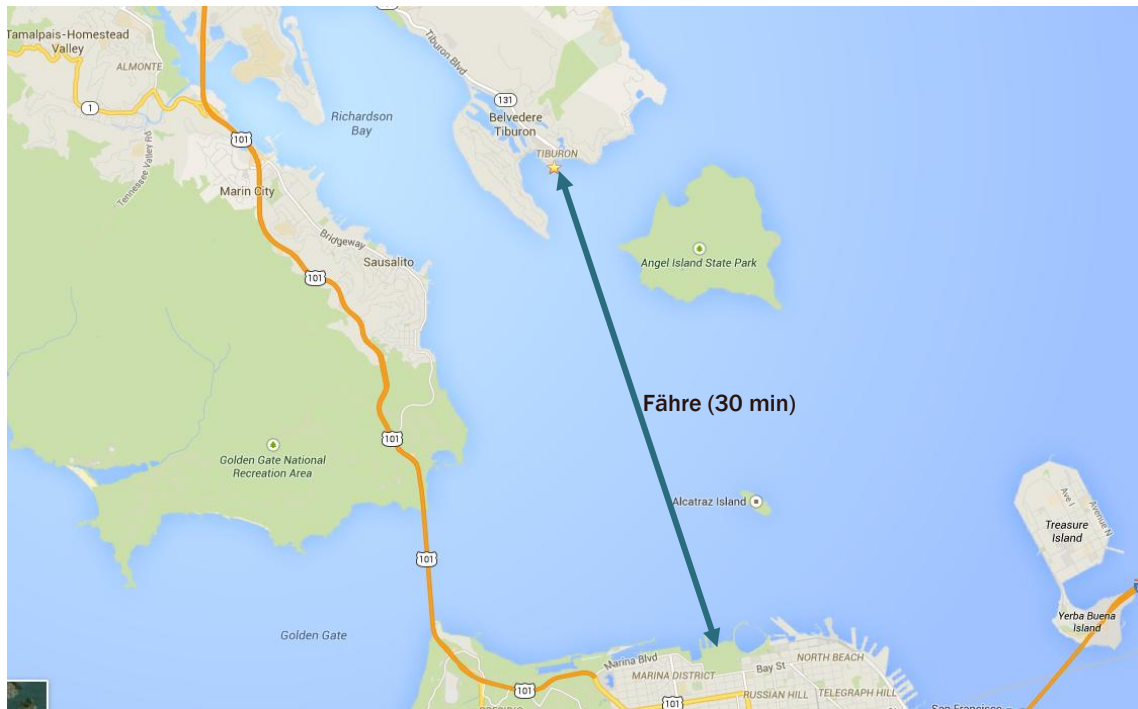 Tamalpais-Homestead
Valley
ALMONTE
1
Tennessee Valley Rd
101
Marin City
Richardson
Bay
Tiburon Blvd
131
Belvedere
Tiburon
TIBURON
Bridgeway
Sausalito
101
Angel Island State Park
Fähre (30 min)
101
Golden Gate National
Recreation Area
Alcatraz Island
Ave I
Avenue N
Treasure
Island
101
Yerba Buena
Island
Golden Gate
Marina Blvd
MARINA DISTRICT
Bay St
NORTH BEACH
101
RUSSIAN HILL
TELEGRAPH HILL
101
San Francisco